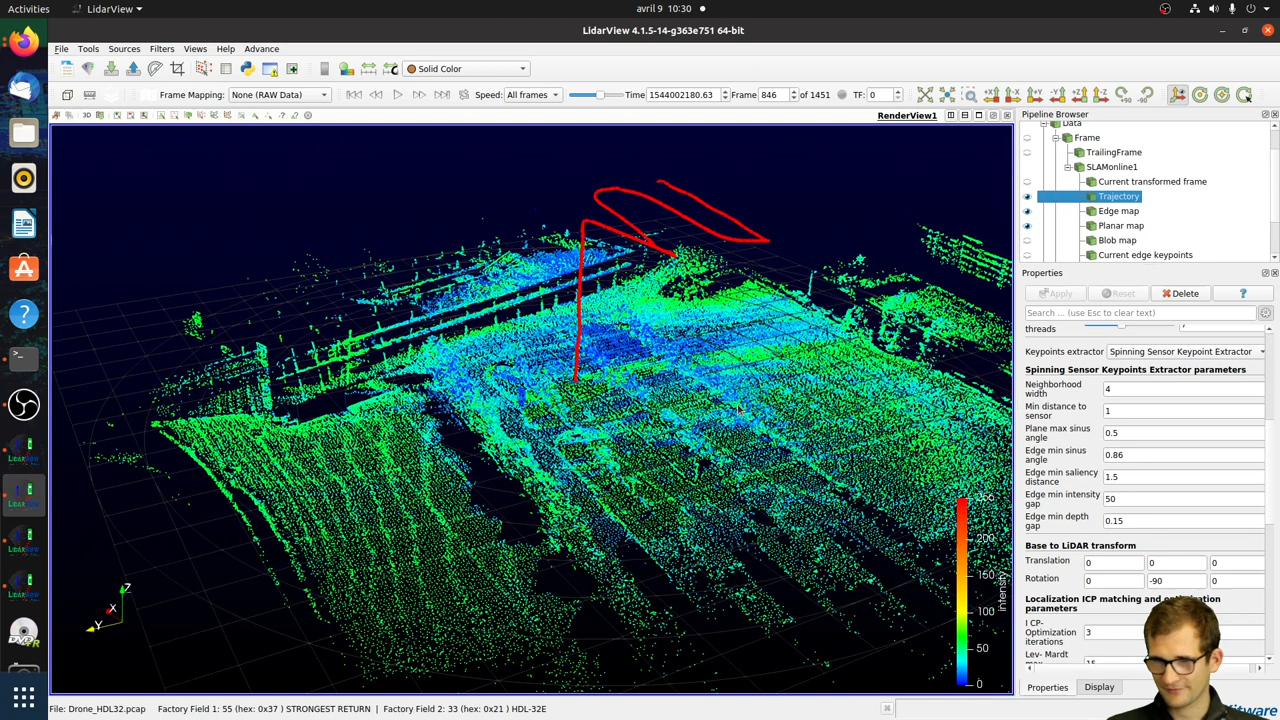 Activities
LidarView
avril 9 10:30
LidarView 4.1.5-14-g363e751 64-bit
File Tools Sources Filters Views Help Advance
Solid Color
Frame Mapping: None (RAW Data)
Speed: All frames
Time 1544002180.63
Frame 846 of 1451
TF: 0
3D
RenderView1
Pipeline Browser
Data
Frame
TrailingFrame
SLAMonline1
Current transformed frame
Trajectory
Edge map
Planar map
Blob map
Current edge keypoints
Properties
Apply Reset Delete ?
Search ... (use Esc to clear text)
threads
Keypoints extractor Spinning Sensor Keypoint Extractor
Spinning Sensor Keypoints Extractor parameters
Neighborhood width 4
Min distance to sensor 1
Plane max sinus angle 0.5
Edge min sinus angle 0.86
Edge min saliency distance 1.5
Edge min intensity gap 50
Edge min depth gap 0.15
Base to LiDAR transform
Translation 0 0 0
Rotation 0 -90 0
Localization ICP matching and optimization parameters
I CP-Optimization iterations 3
Properties Display
200
150
100
50
0
intensity
Z
X
Y
File: Drone_HDL32.pcap Factory Field 1: 55 (hex: 0x37 ) STRONGEST RETURN | Factory Field 2: 33 (hex: 0x21 ) HDL-32E